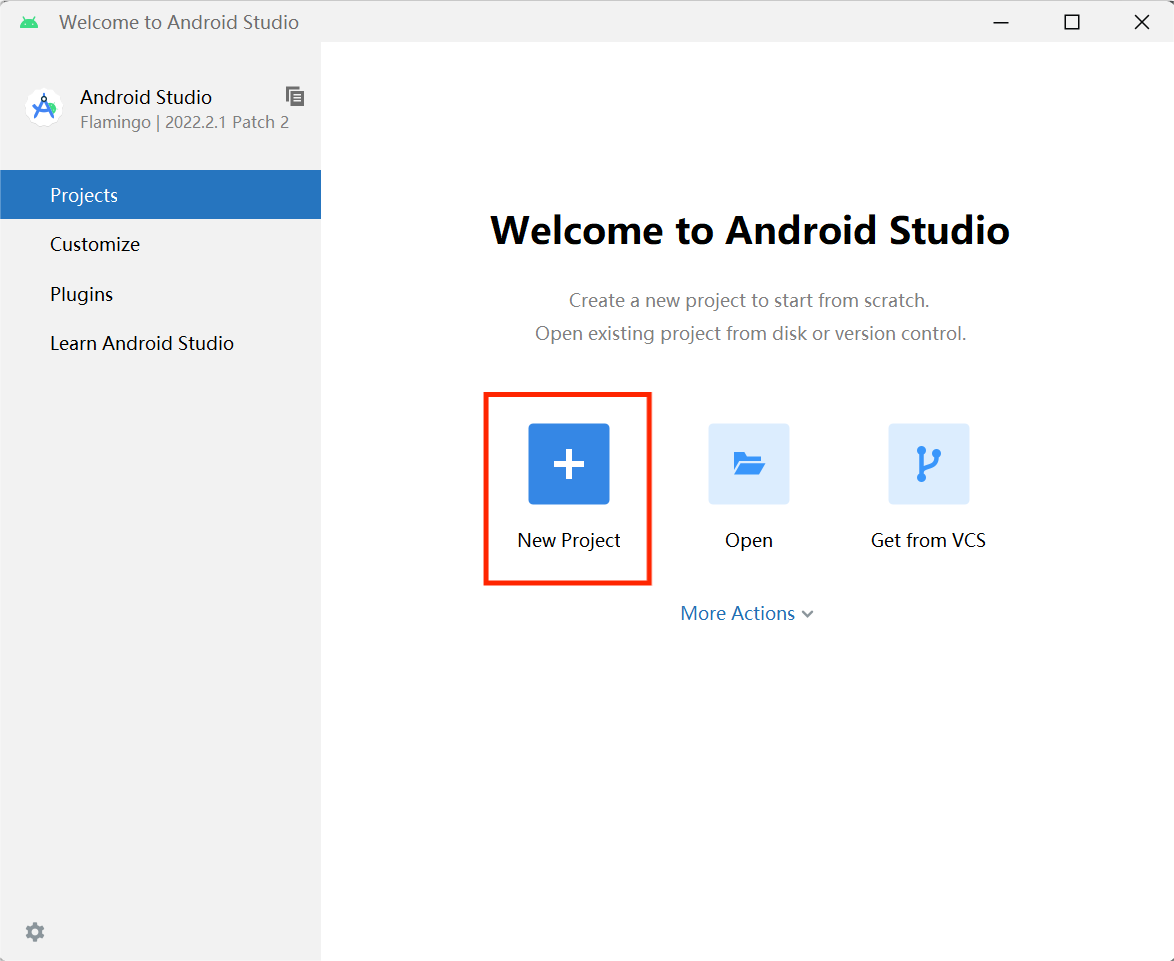 Welcome to Android Studio
Android Studio
Flamingo | 2022.2.1 Patch 2
Projects
Customize
Plugins
Learn Android Studio
Welcome to Android Studio
Create a new project to start from scratch.
Open existing project from disk or version control.
New Project
Open
Get from VCS
More Actions